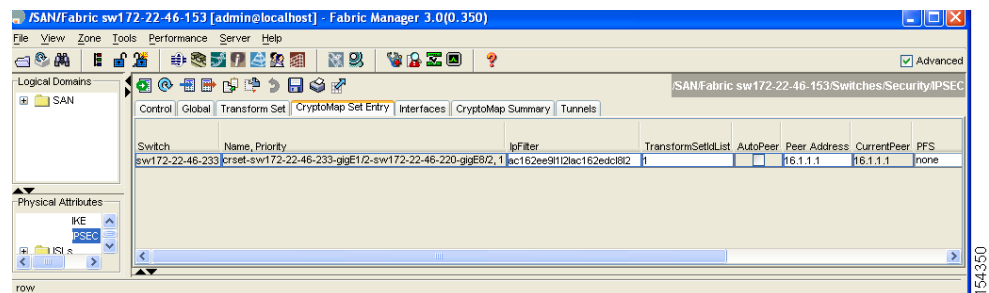 /SAN/Fabric sw172-22-46-153 [admin@localhost] - Fabric Manager 3.0(0.350)
File View Zone Tools Performance Server Help
Advanced
Logical Domains
/SAN/Fabric sw172-22-46-153/Switches/Security/IPSEC
SAN
Control Global Transform Set CryptoMap Set Entry Interfaces CryptoMap Summary Tunnels
Switch Name, Priority IpFilter TransformSetIdList AutoPeer Peer Address CurrentPeer PFS
sw172-22-46-233 crset-sw172-22-46-233-gigE1/2-sw172-22-46-220-gigE8/2, 1 1 16.1.1.1 16.1.1.1 none
Physical Attributes
IKE
IPSEC
ISLs
row
154350